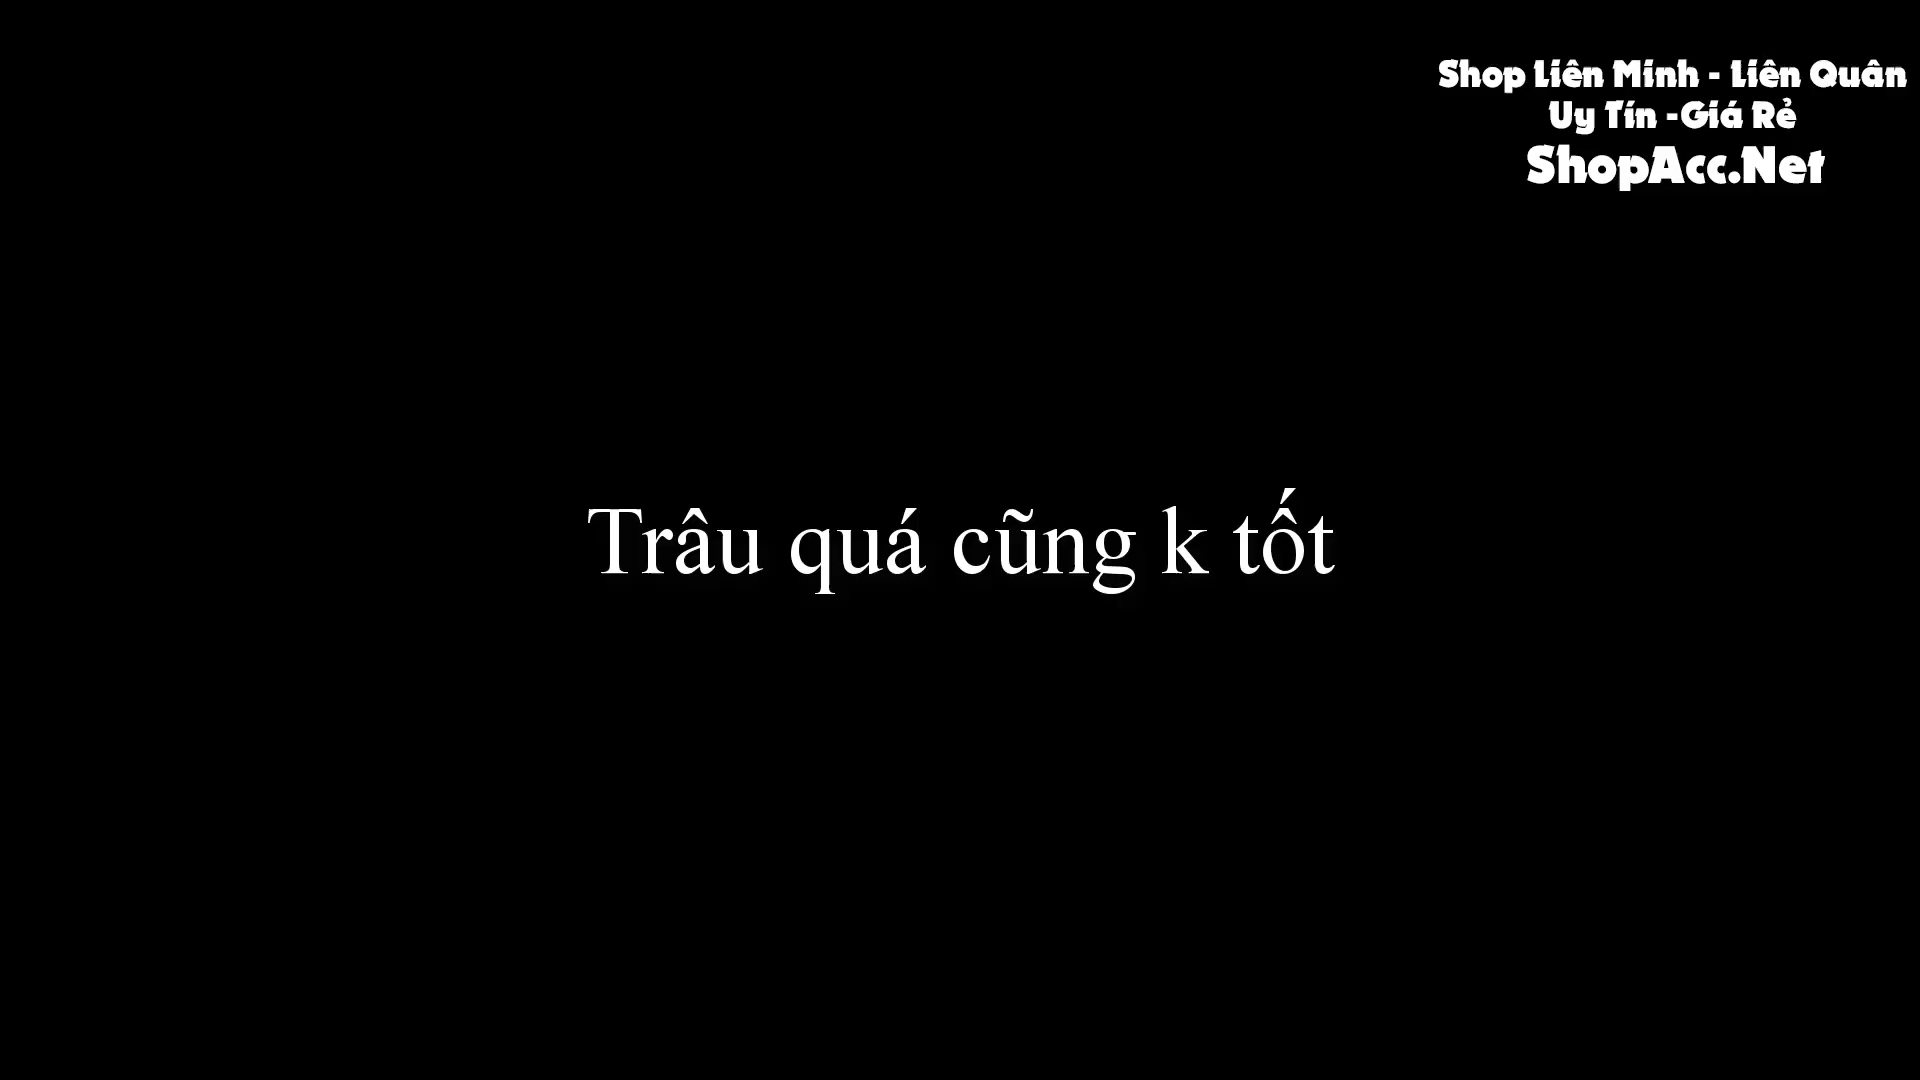 Shop Liên Minh - Liên Quân
Uy Tín -Giá Rẻ
ShopAcc.Net
Trâu quá cũng k tốt